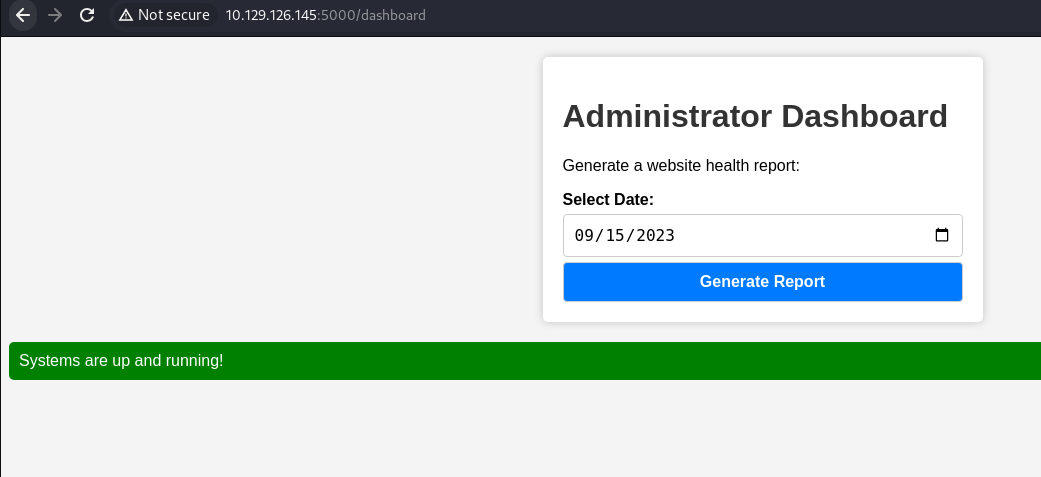 Not secure 10.129.126.145:5000/dashboard
Administrator Dashboard
Generate a website health report:
Select Date:
09/15/2023
Generate Report
Systems are up and running!